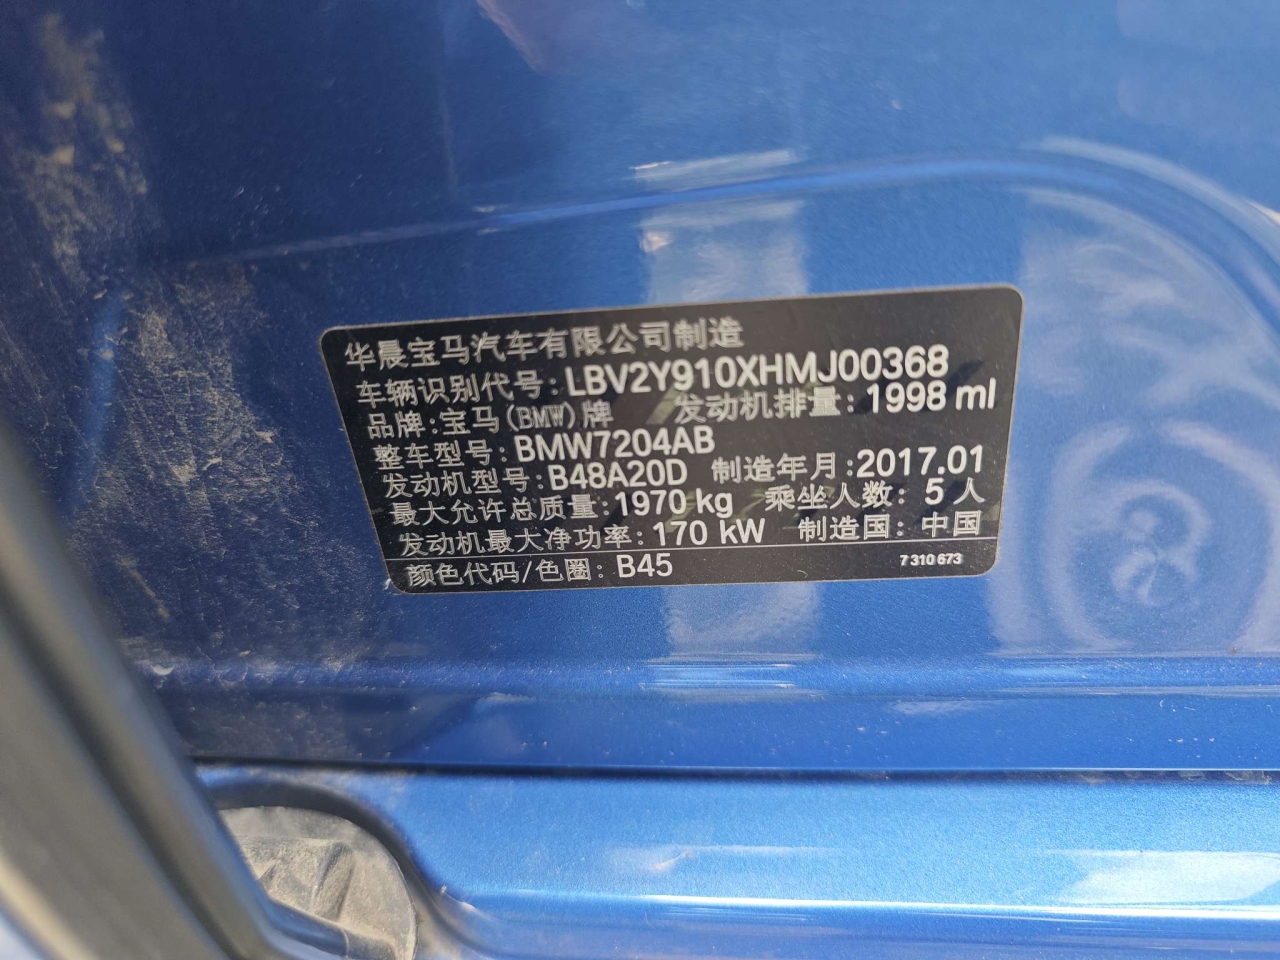 华晨宝马汽车有限公司制造
车辆识别代号:LBV2Y910XHMJ00368
品牌:宝马(BMW)牌 发动机排量:1998 ml
整车型号:BMW7204AB
发动机型号:B48A20D 制造年月:2017.01
最大允许总质量:1970 kg 乘坐人数:5人
发动机最大净功率:170 kW 制造国:中国
颜色代码/色圈:B45 7 310 673